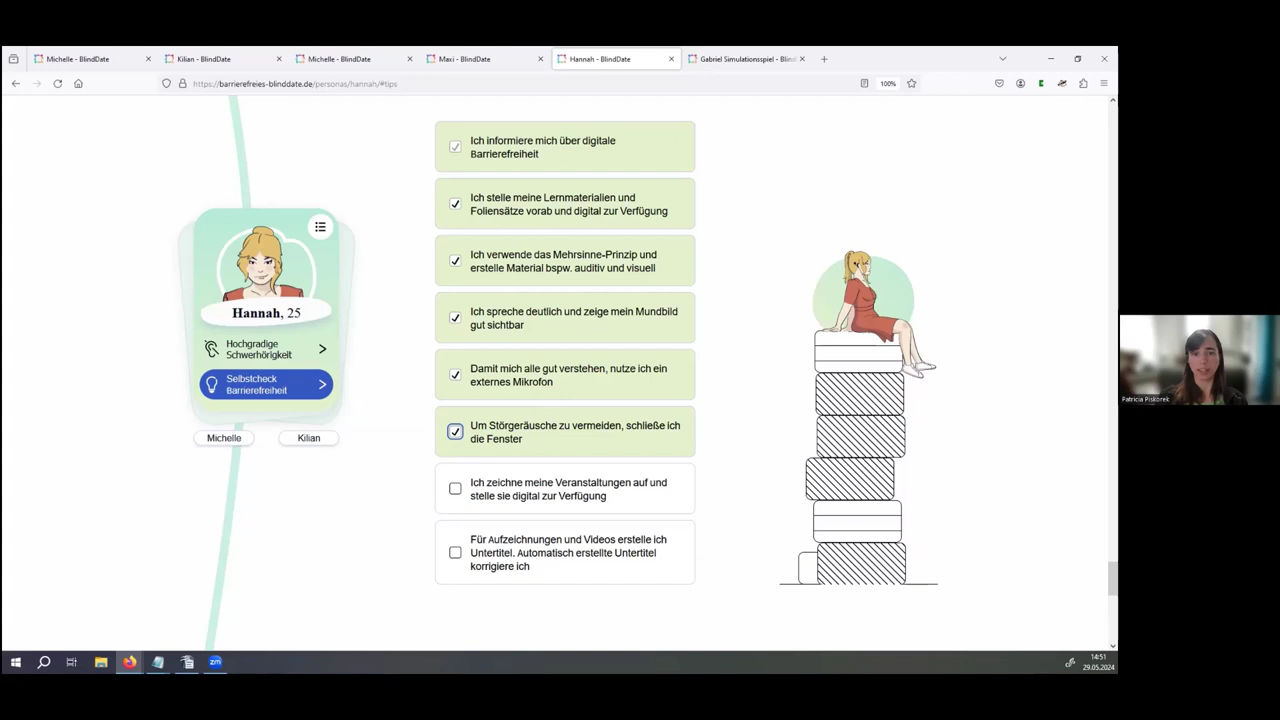 Michelle - BlindDate
Kilian - BlindDate
Michelle - BlindDate
Maxi - BlindDate
Hannah - BlindDate
Gabriel Simulationsspiel - Blind
https://barrierefreies-blinddate.de/personas/hannah/#tips
100%
Hannah, 25
Hochgradige
Schwerhörigkeit
Selbstcheck
Barrierefreiheit
Michelle
Kilian
Ich informiere mich über digitale
Barrierefreiheit
Ich stelle meine Lernmaterialien und
Foliensätze vorab und digital zur Verfügung
Ich verwende das Mehrsinne-Prinzip und
erstelle Material bspw. auditiv und visuell
Ich spreche deutlich und zeige mein Mundbild
gut sichtbar
Damit mich alle gut verstehen, nutze ich ein
externes Mikrofon
Um Störgeräusche zu vermeiden, schließe ich
die Fenster
Ich zeichne meine Veranstaltungen auf und
stelle sie digital zur Verfügung
Für Aufzeichnungen und Videos erstelle ich
Untertitel. Automatisch erstellte Untertitel
korrigiere ich
Patricia Piskorek
zm
14:51
29.05.2024